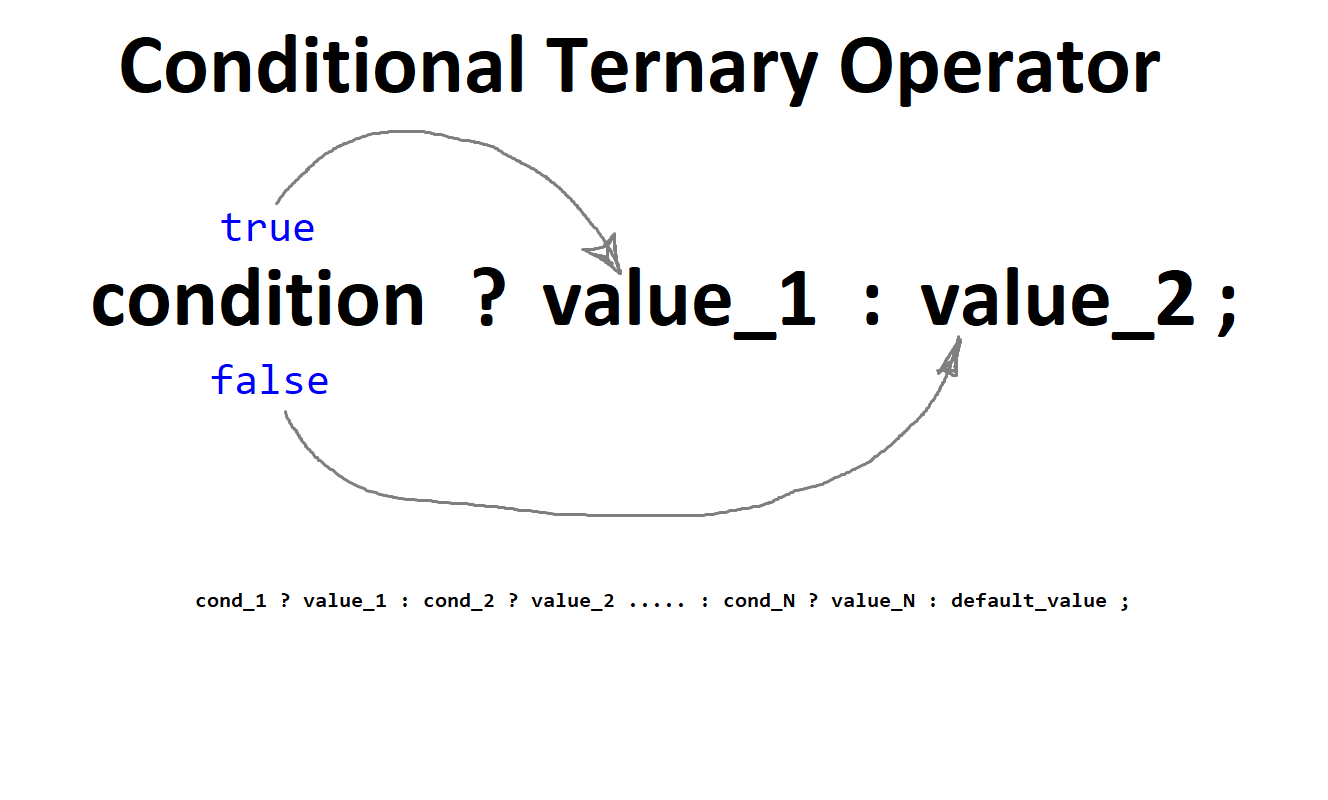 Conditional Ternary Operator
true
condition ? value_1 : value_2 ;
false
cond_1 ? value_1 : cond_2 ? value_2 ..... : cond_N ? value_N : default_value ;